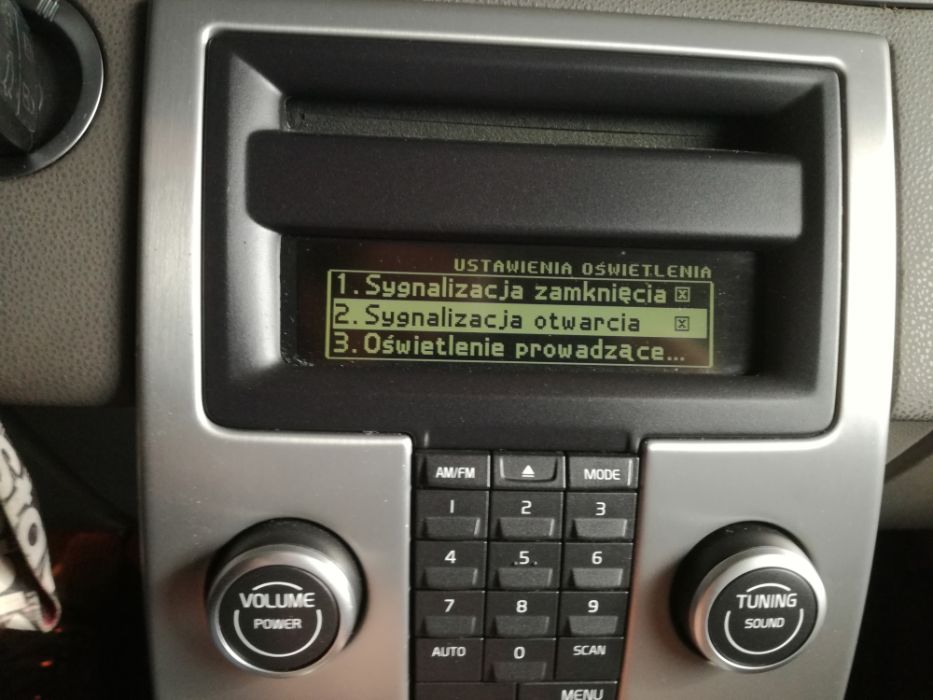 USTAWIENIA OŚWIETLENIA
1. Sygnalizacja zamknięcia
2. Sygnalizacja otwarcia
3. Oświetlenie prowadzące...
AM/FM MODE
1 2 3
4 5 6
7 8 9
AUTO 0 SCAN
MENU
VOLUME
POWER
TUNING
SOUND